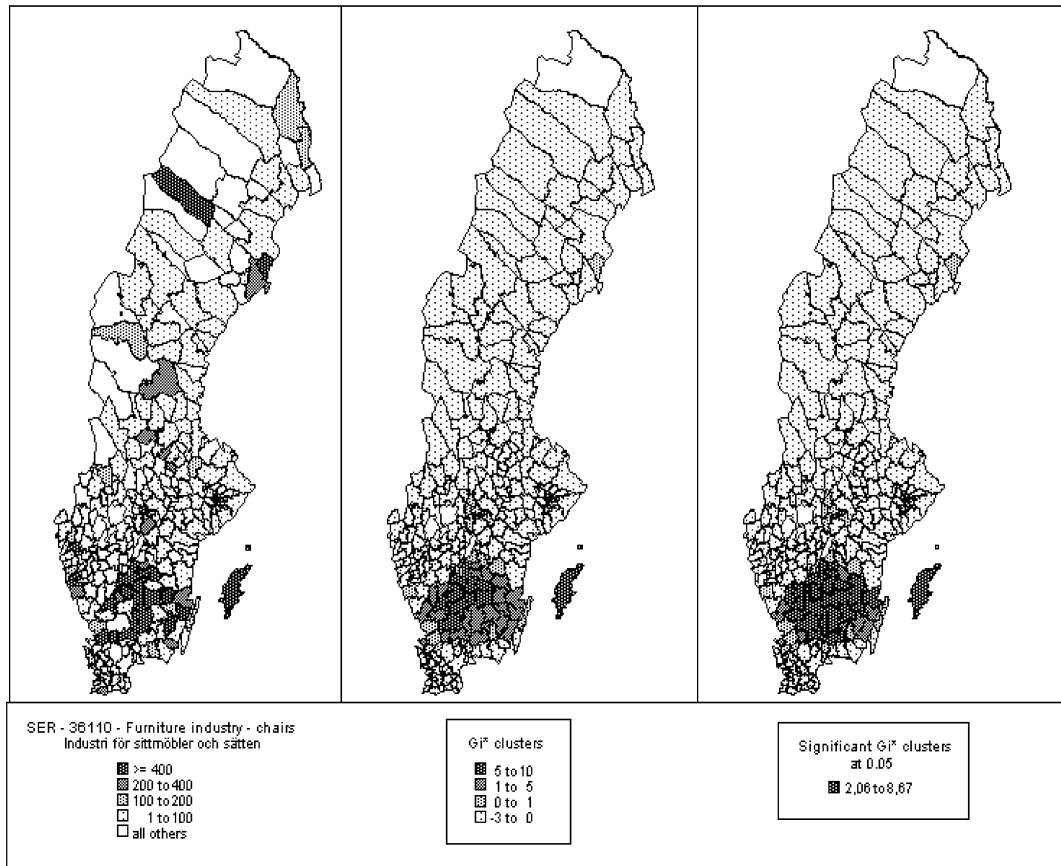 SER - 36110 - Furniture industry - chairs
Industri för sittmöbler och sätten
>= 400
200 to 400
100 to 200
1 to 100
all others
Gi* clusters
5 to 10
1 to 5
0 to 1
-3 to 0
Significant Gi* clusters
at 0.05
2,06 to 8,67